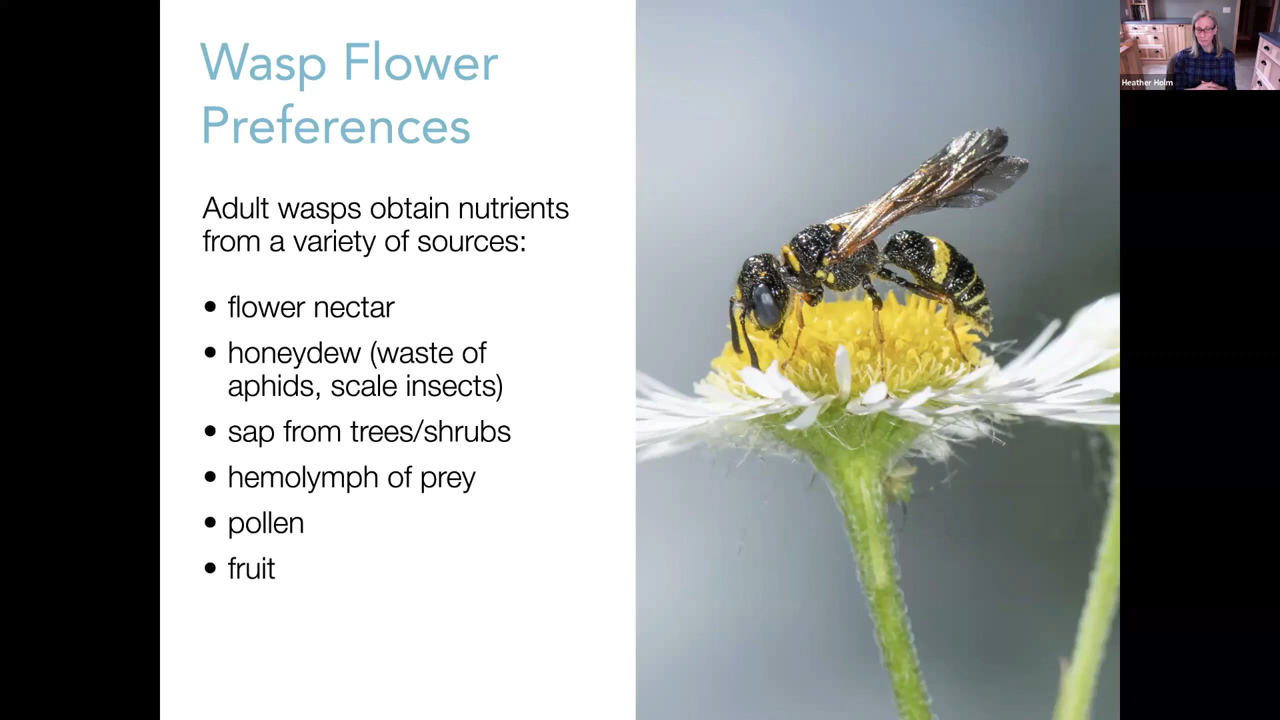 Wasp Flower
Preferences
Adult wasps obtain nutrients
from a variety of sources:
• flower nectar
• honeydew (waste of
aphids, scale insects)
• sap from trees/shrubs
• hemolymph of prey
• pollen
• fruit
Heather Holm